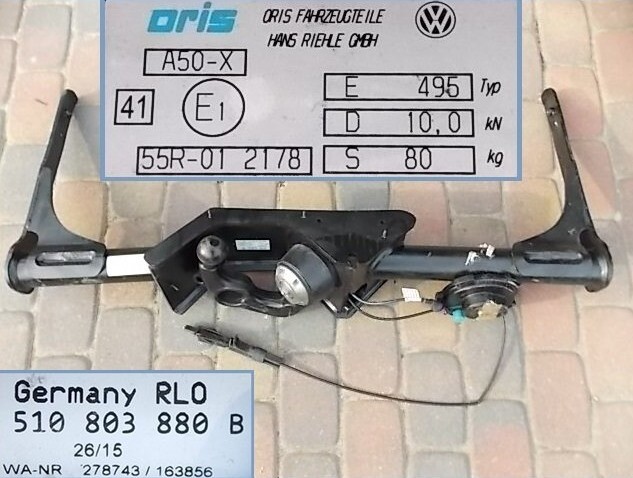 oris ORIS FAHRZEUGTEILE
HANS RIEHLE GMBH
A50-X
41 E1
E 495 Typ
D 10,0 kN
55R-01 2178 S 80 kg
Germany RLO
510 803 880 B
26/15
WA-NR 278743 / 163856